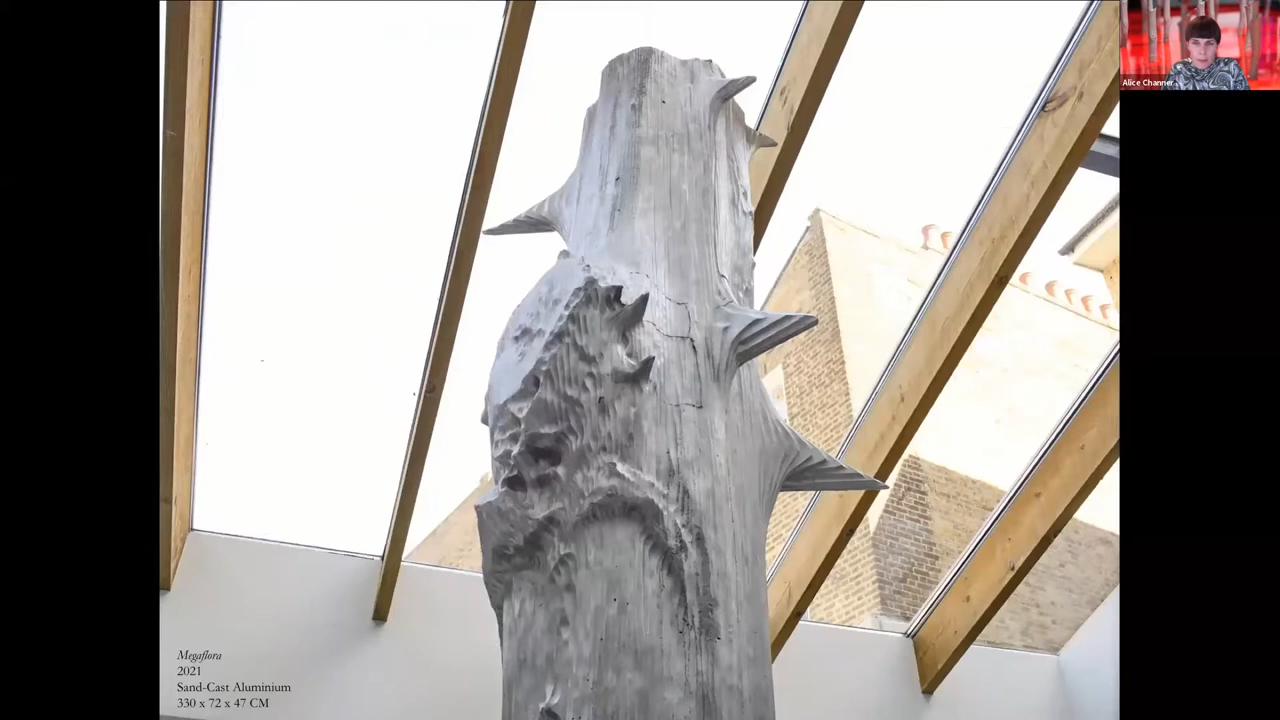 Alice Channer
Megaflora
2021
Sand-Cast Aluminium
330 x 72 x 47 CM